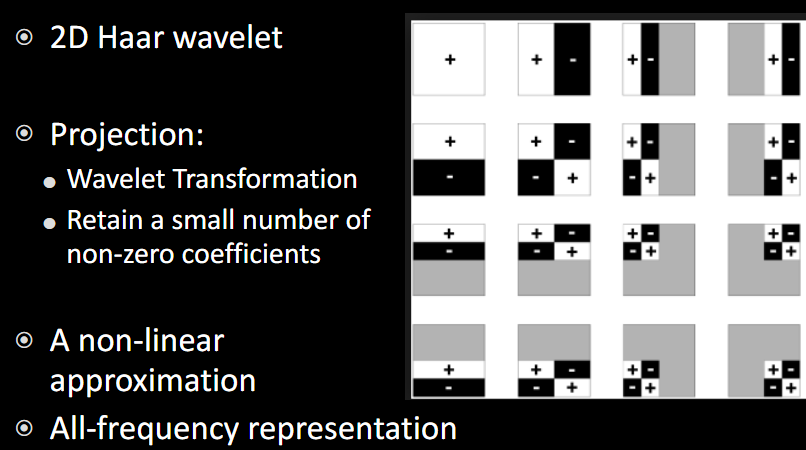 2D Haar wavelet
Projection:
Wavelet Transformation
Retain a small number of
non-zero coefficients
A non-linear
approximation
All-frequency representation
+ + - + - + -
+ + - + - + -
- - + - + - +
+ + - + - + -
- - + - + - +
+ + - + - + -
- - + - + - +